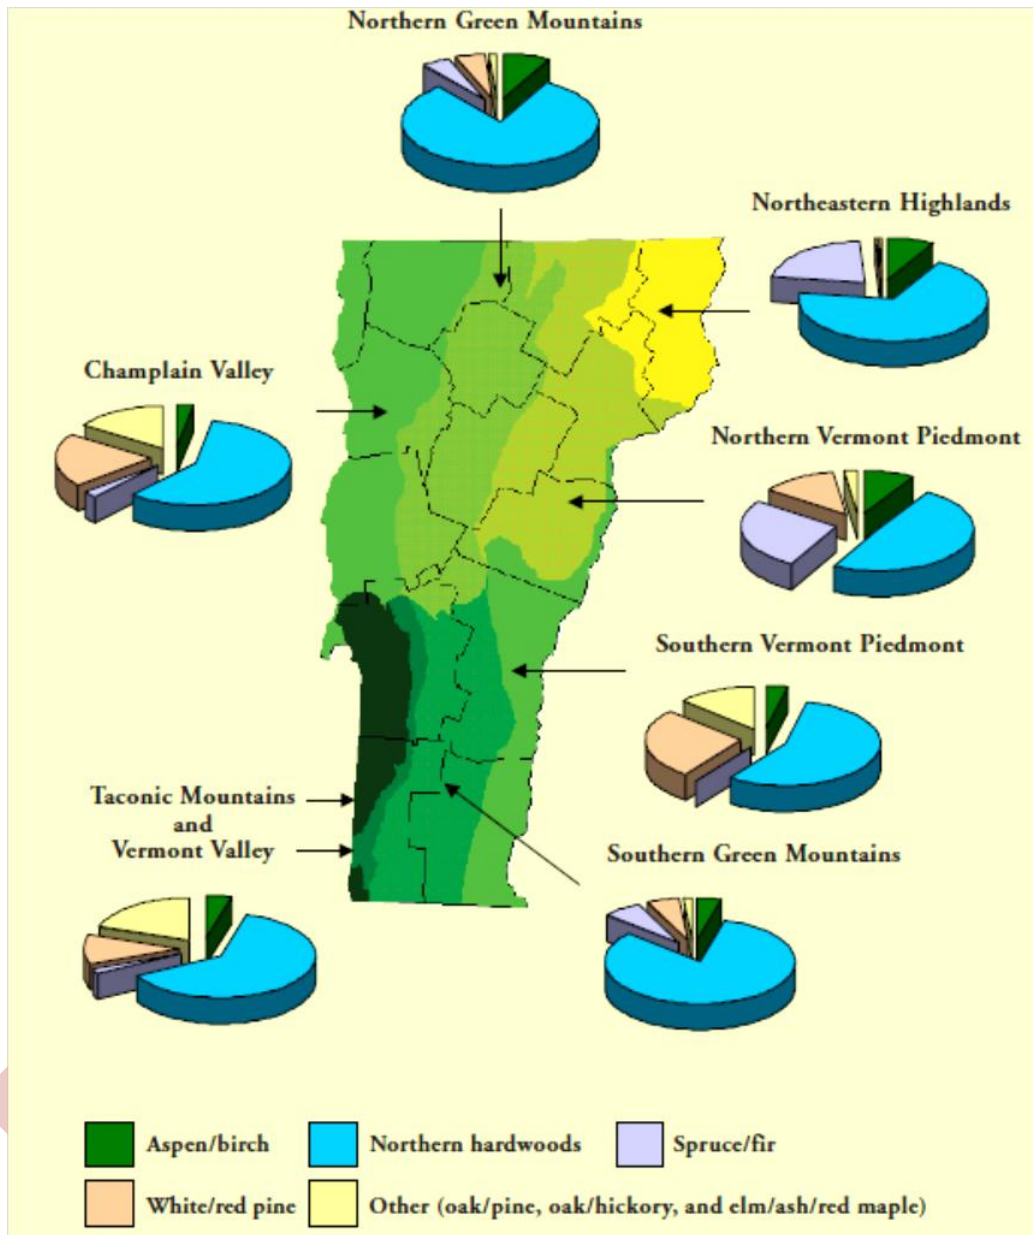 Northern Green Mountains
Northeastern Highlands
Champlain Valley
Northern Vermont Piedmont
Southern Vermont Piedmont
Taconic Mountains
and
Vermont Valley
Southern Green Mountains
Aspen/birch
Northern hardwoods
Spruce/fir
White/red pine
Other (oak/pine, oak/hickory, and elm/ash/red maple)